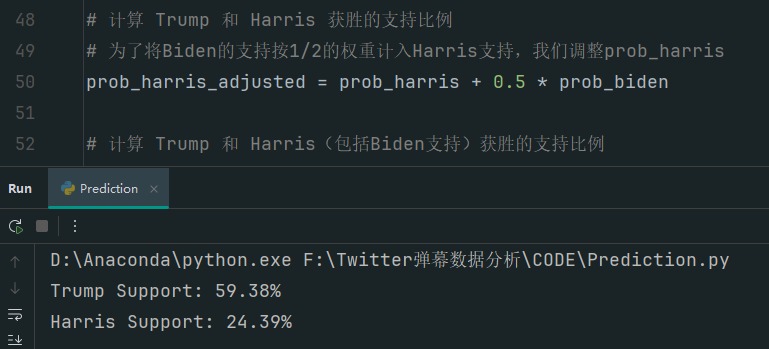 48 # 计算 Trump 和 Harris 获胜的支持比例
49 # 为了将Biden的支持按1/2的权重计入Harris支持，我们调整prob_harris
50 prob_harris_adjusted = prob_harris + 0.5 * prob_biden
51
52 # 计算 Trump 和 Harris（包括Biden支持）获胜的支持比例
Run Prediction ×
D:\Anaconda\python.exe F:\Twitter弹幕数据分析\CODE\Prediction.py
Trump Support: 59.38%
Harris Support: 24.39%